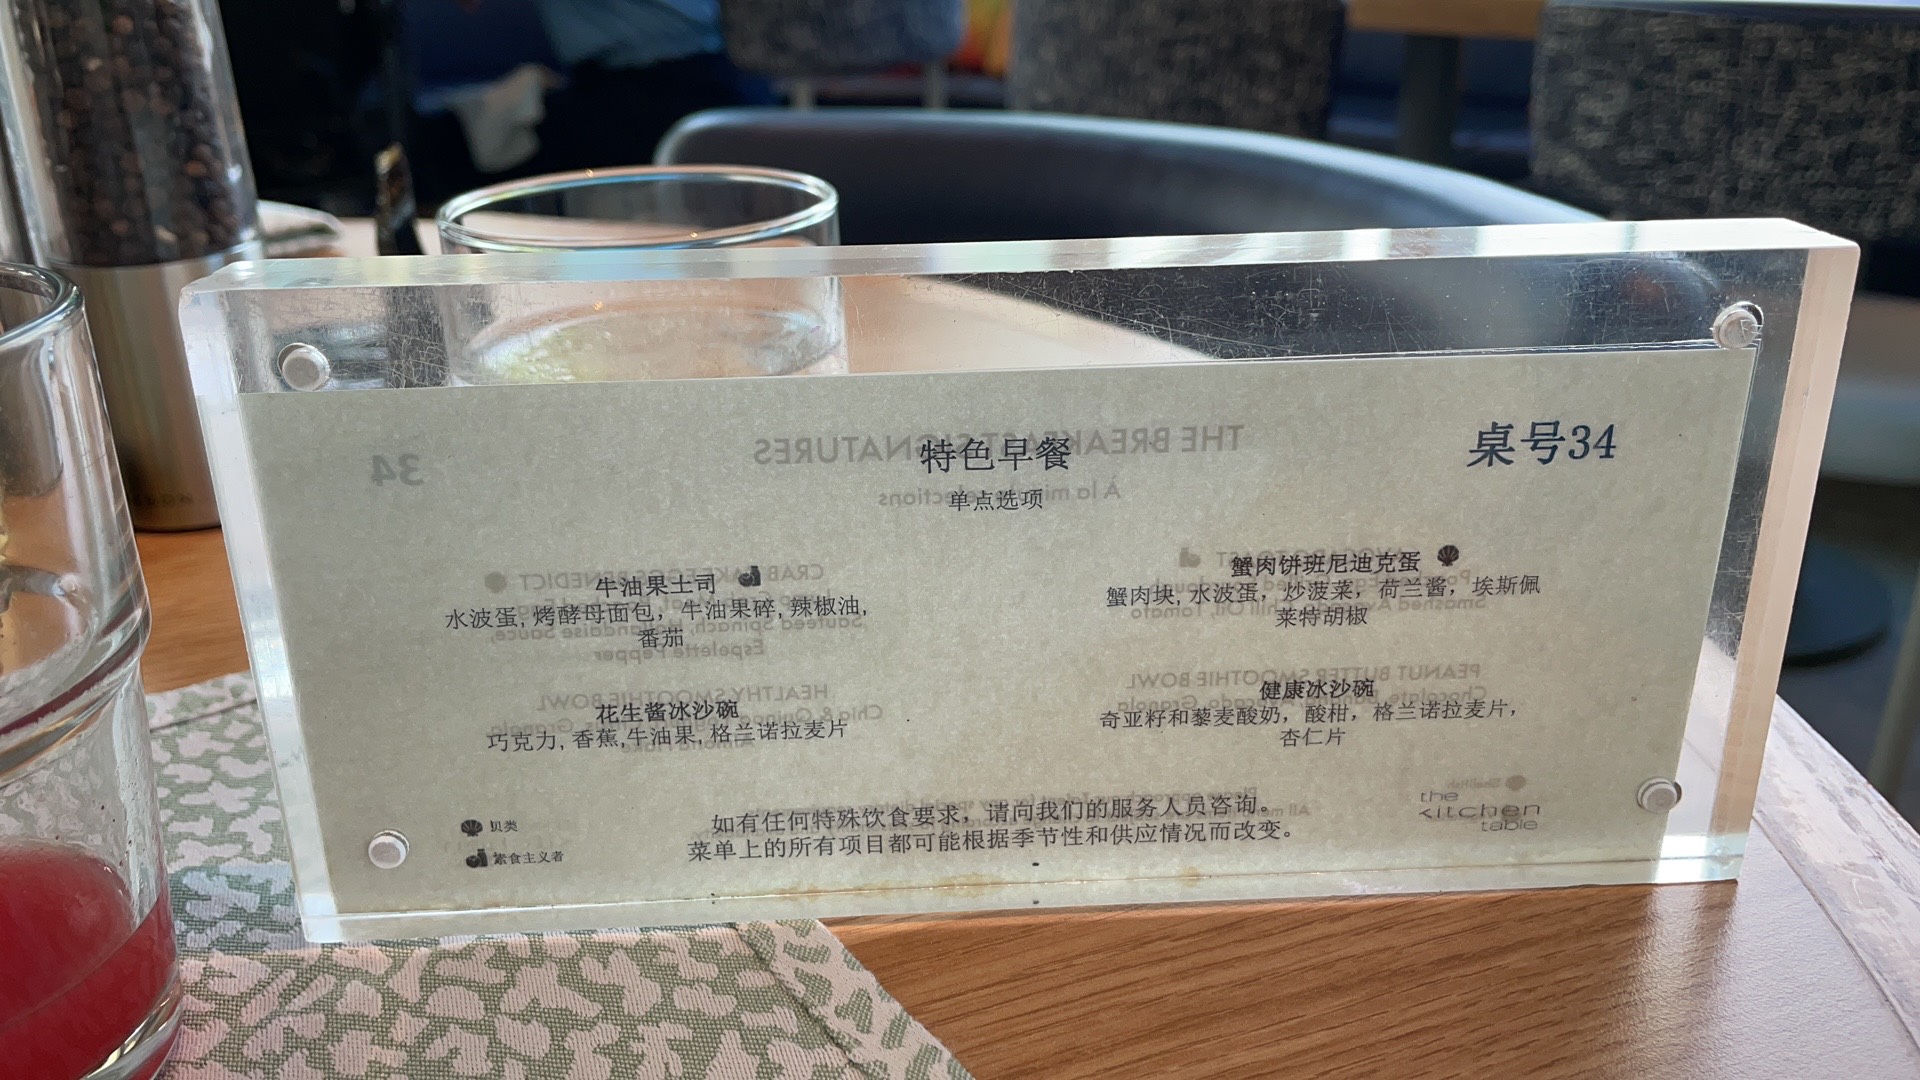 特色早餐
桌号34
单点选项
牛油果土司
水波蛋, 烤酵母面包, 牛油果碎, 辣椒油,
番茄
蟹肉饼班尼迪克蛋
蟹肉块, 水波蛋, 炒菠菜, 荷兰酱, 埃斯佩
莱特胡椒
花生酱冰沙碗
巧克力, 香蕉,牛油果, 格兰诺拉麦片
健康冰沙碗
奇亚籽和藜麦酸奶, 酸柑, 格兰诺拉麦片,
杏仁片
贝类
素食主义者
如有任何特殊饮食要求, 请向我们的服务人员咨询。
菜单上的所有项目都可能根据季节性和供应情况而改变。
the
kitchen
table
34
THE BREAKFAST SIGNATURES